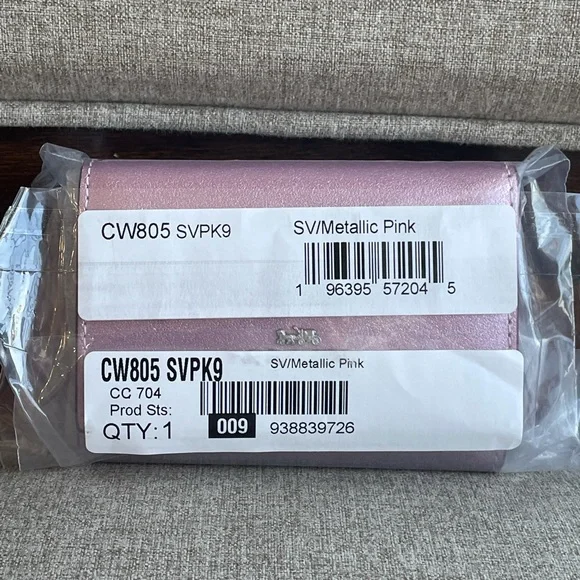 CW805 SVPK9 SV/Metallic Pink
1 96395 57204 5
CW805 SVPK9 SV/Metallic Pink
CC 704
Prod Sts:
QTY: 1 009 938839726